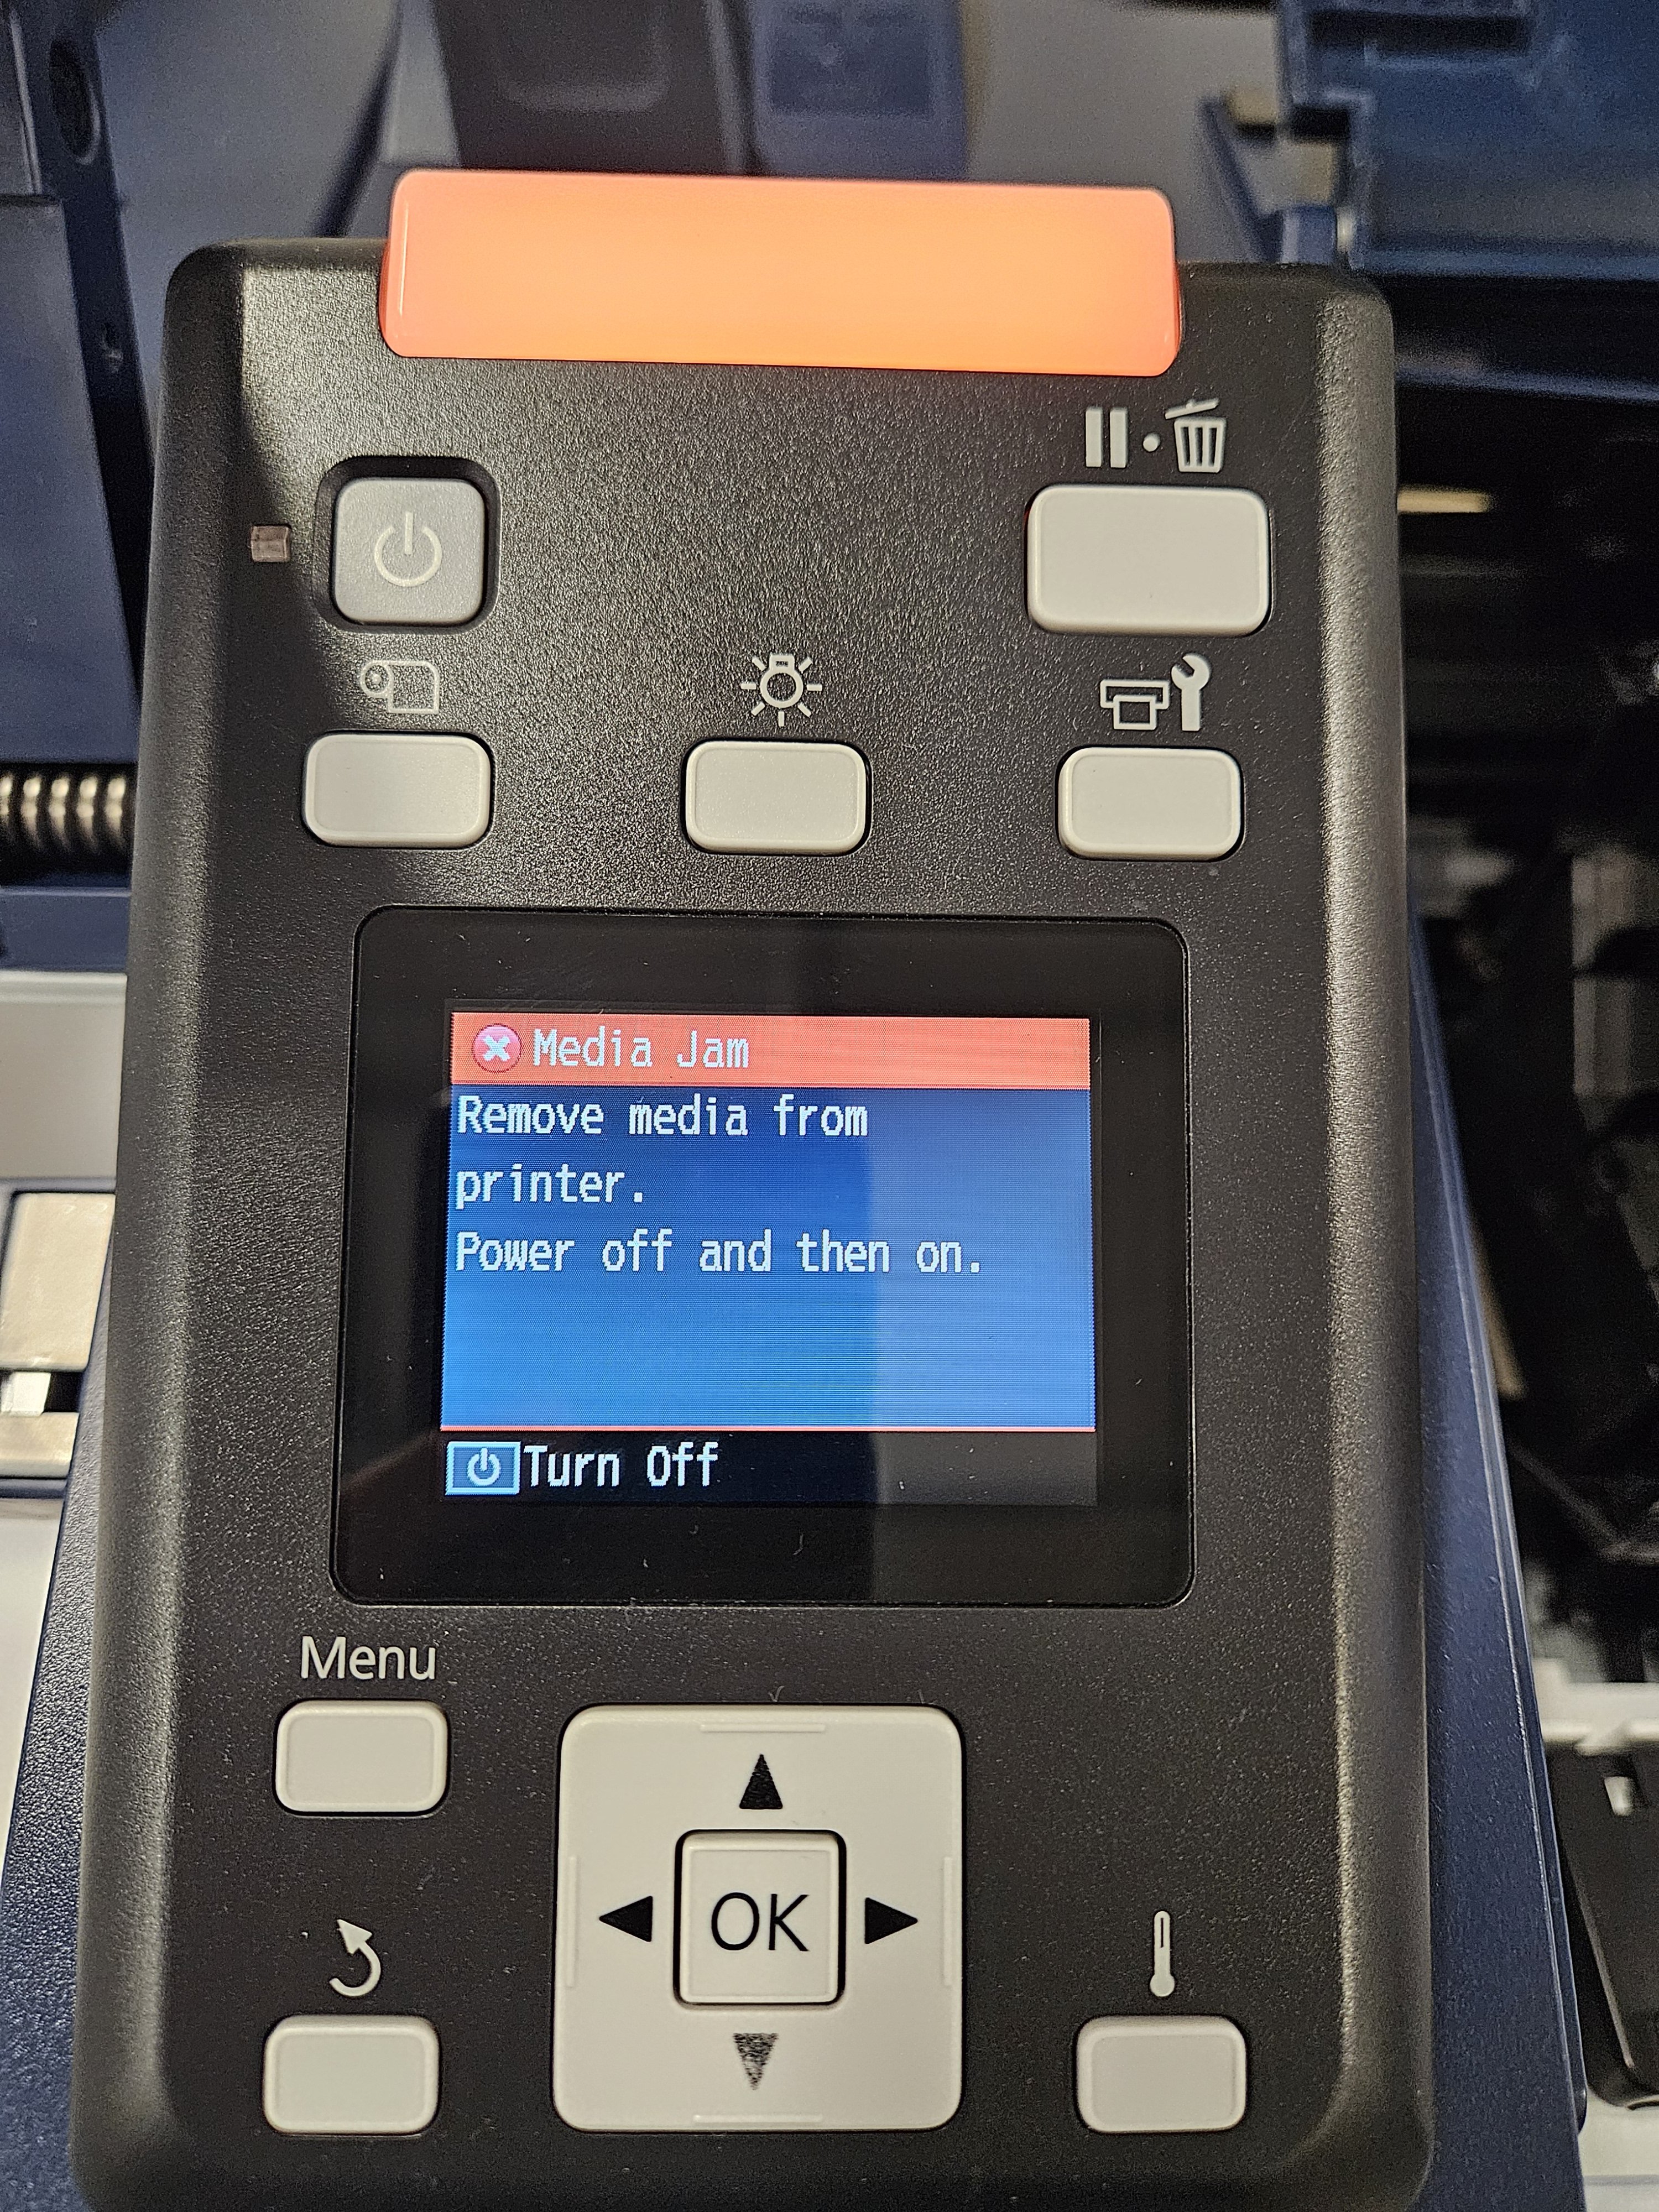 Media Jam
Remove media from
printer.
Power off and then on.
Turn Off
Menu
OK